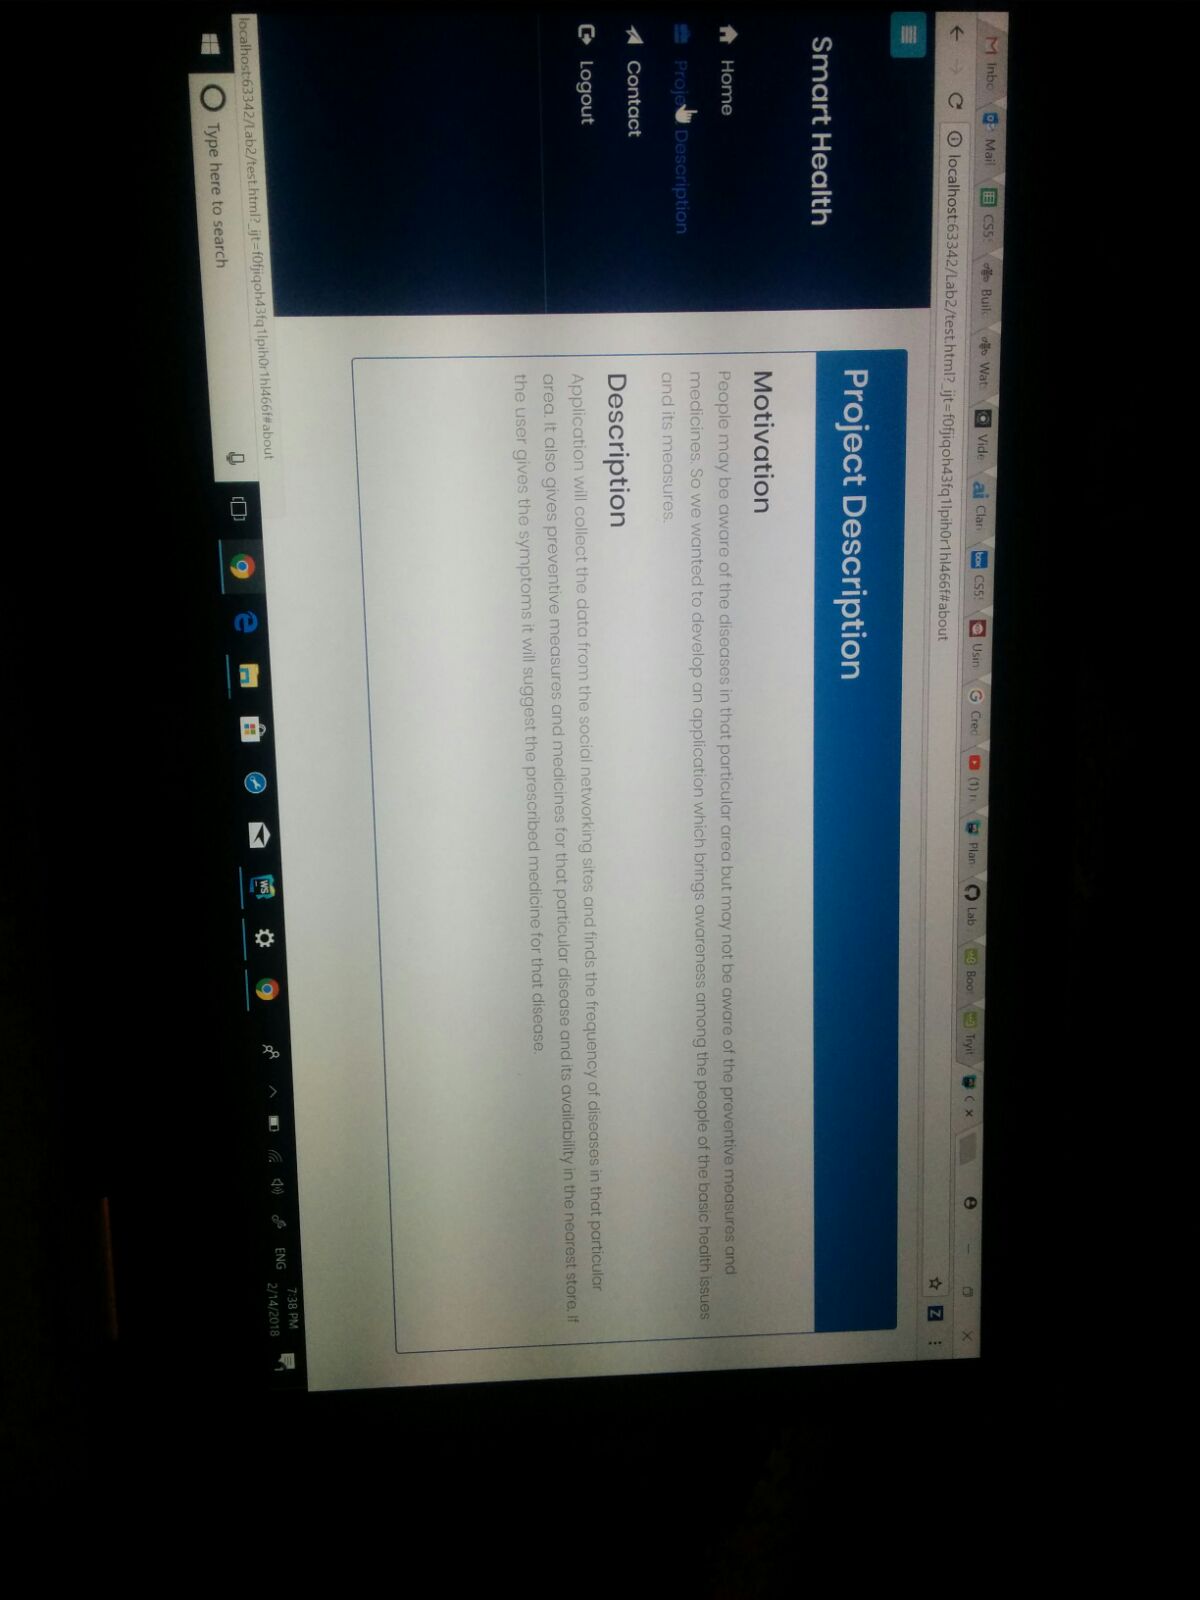 Inbo Mail CS5 Build Wat Vide Clari CS5 Usin Crec (1) n Plan Lab Boo Tryit
localhost:63342/Lab2/test.html?_ijt=f0fjiqoh43fq1lpih0r1hl466f#about
Smart Health
Home
Project Description
Contact
Logout
Project Description
Motivation
People may be aware of the diseases in that particular area but may not be aware of the preventive measures and
medicines. So we wanted to develop an application which brings awareness among the people of the basic health issues
and its measures.
Description
Application will collect the data from the social networking sites and finds the frequency of diseases in that particular
area. It also gives preventive measures and medicines for that particular disease and its availability in the nearest store. If
the user gives the symptoms it will suggest the prescribed medicine for that disease.
localhost:63342/Lab2/test.html?_ijt=f0fjiqoh43fq1lpih0r1hl466f#about
Type here to search
ENG
7:38 PM
2/14/2018